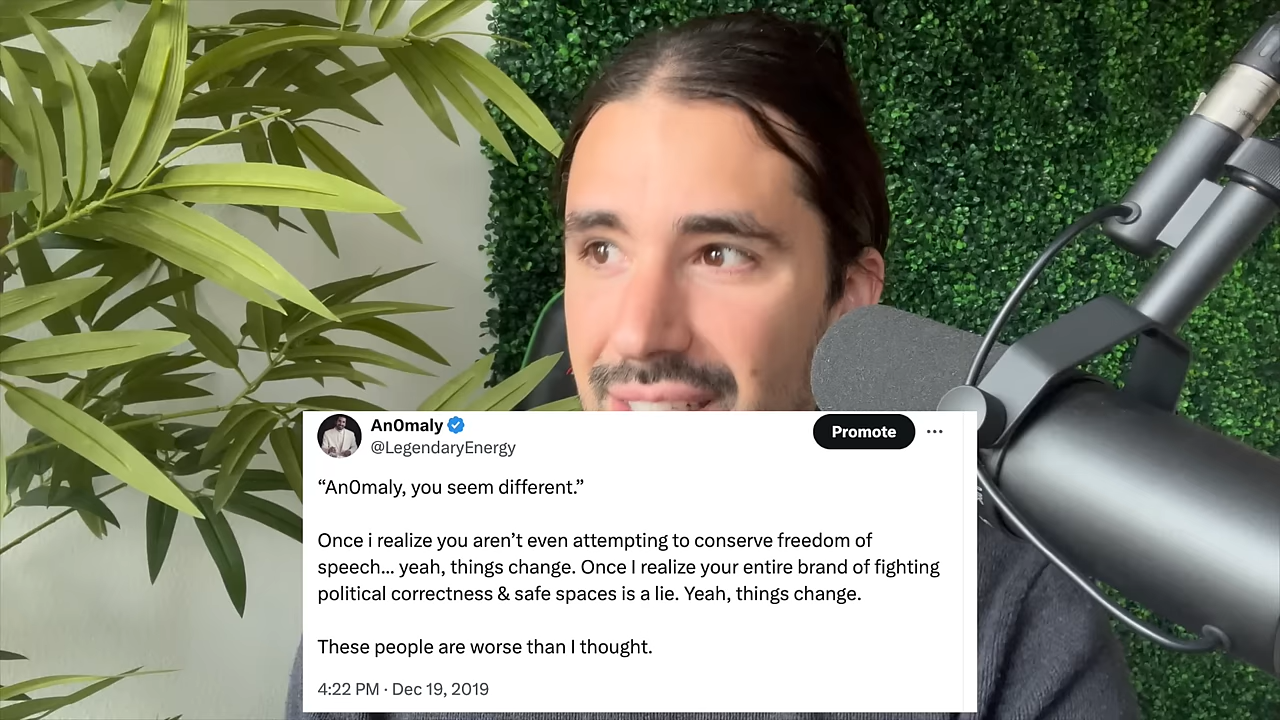 An0maly
Promote
@LegendaryEnergy
“An0maly, you seem different.”
Once i realize you aren’t even attempting to conserve freedom of
speech... yeah, things change. Once I realize your entire brand of fighting
political correctness & safe spaces is a lie. Yeah, things change.
These people are worse than I thought.
4:22 PM · Dec 19, 2019